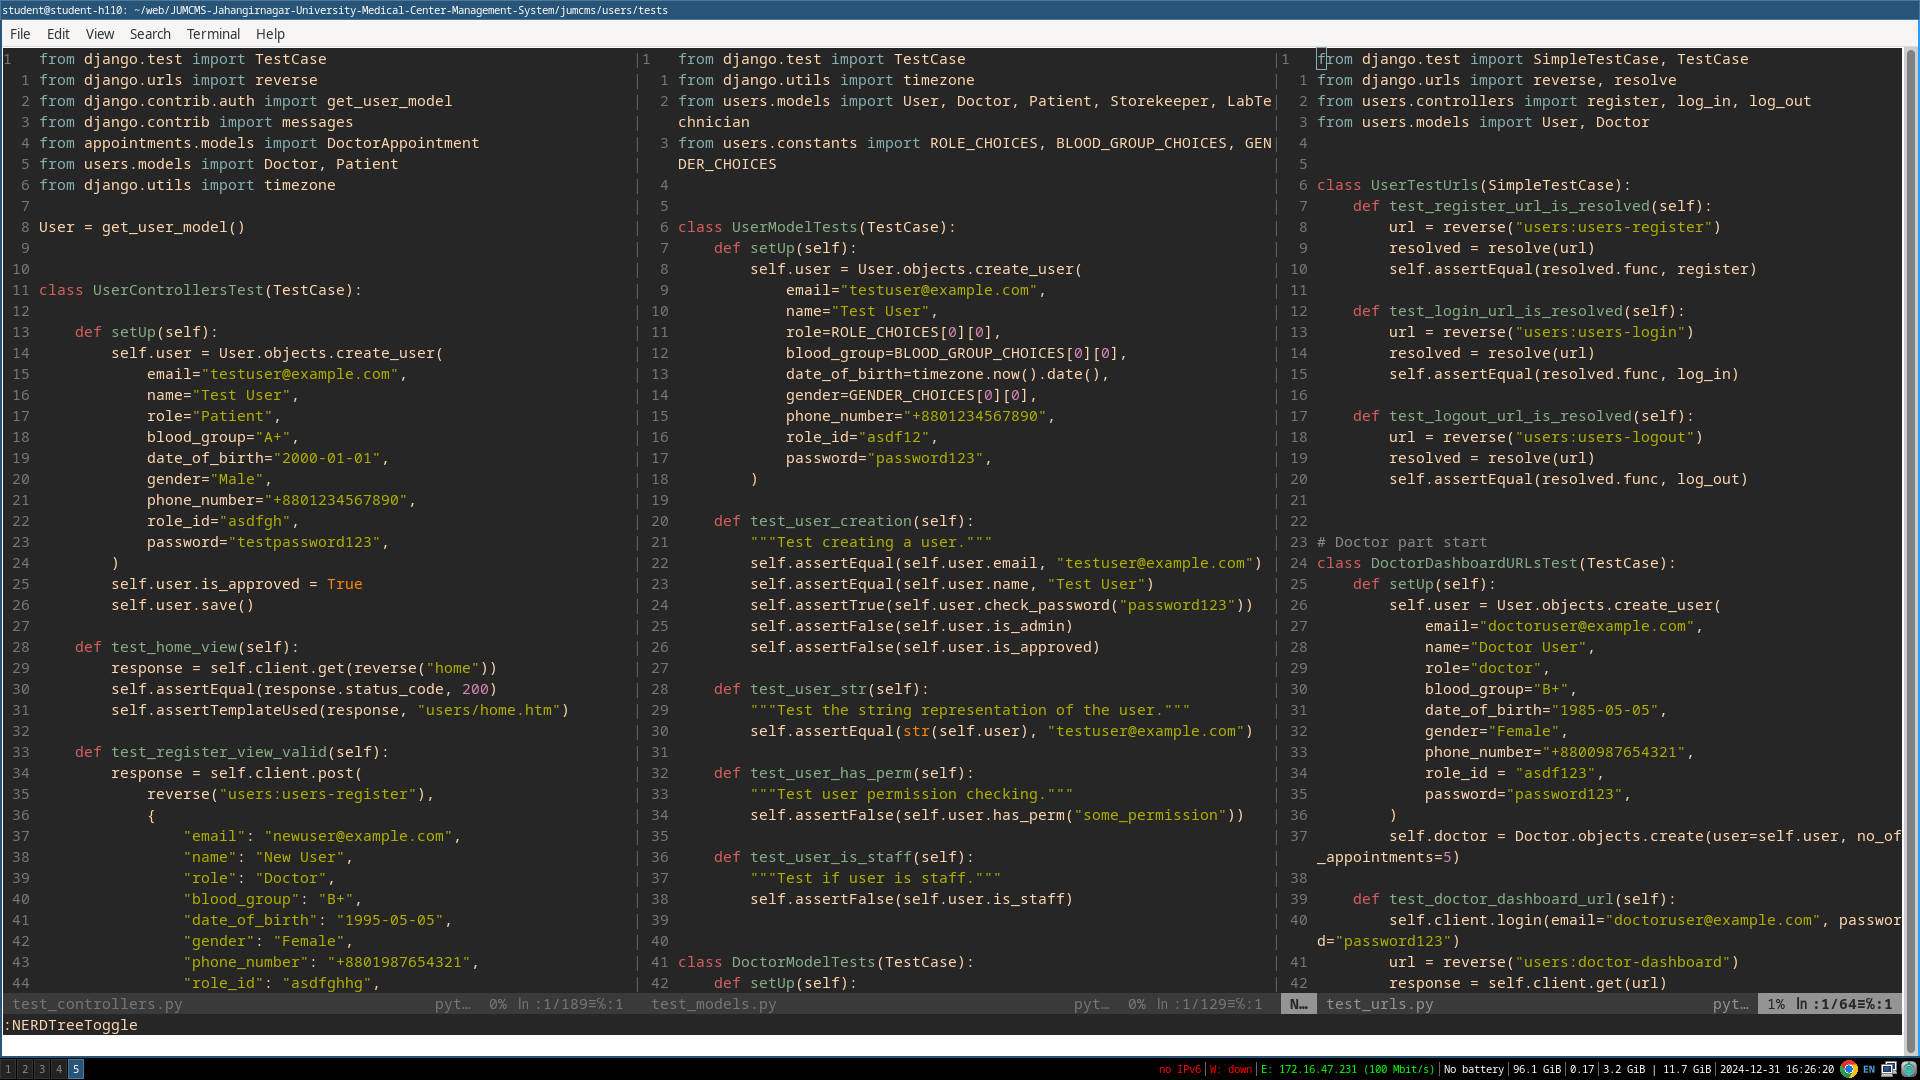 student@student-h110: ~/web/JUMCMS-Jahangirnagar-University-Medical-Center-Management-System/jumcms/users/tests
File Edit View Search Terminal Help
1 from django.test import TestCase
1 from django.urls import reverse
2 from django.contrib.auth import get_user_model
3 from django.contrib import messages
4 from appointments.models import DoctorAppointment
5 from users.models import Doctor, Patient
6 from django.utils import timezone
7
8 User = get_user_model()
9
10
11 class UserControllersTest(TestCase):
12
13 def setUp(self):
14 self.user = User.objects.create_user(
15 email="testuser@example.com",
16 name="Test User",
17 role="Patient",
18 blood_group="A+",
19 date_of_birth="2000-01-01",
20 gender="Male",
21 phone_number="+8801234567890",
22 role_id="asdfgh",
23 password="testpassword123",
24 )
25 self.user.is_approved = True
26 self.user.save()
27
28 def test_home_view(self):
29 response = self.client.get(reverse("home"))
30 self.assertEqual(response.status_code, 200)
31 self.assertTemplateUsed(response, "users/home.htm")
32
33 def test_register_view_valid(self):
34 response = self.client.post(
35 reverse("users:users-register"),
36 {
37 "email": "newuser@example.com",
38 "name": "New User",
39 "role": "Doctor",
40 "blood_group": "B+",
41 "date_of_birth": "1995-05-05",
42 "gender": "Female",
43 "phone_number": "+8801987654321",
44 "role_id": "asdfghhg",
test_controllers.py pyt… 0% ln :1/189≡℅:1
1 from django.test import TestCase
1 from django.utils import timezone
2 from users.models import User, Doctor, Patient, Storekeeper, LabTe
chnician
3 from users.constants import ROLE_CHOICES, BLOOD_GROUP_CHOICES, GEN
DER_CHOICES
4
5
6 class UserModelTests(TestCase):
7 def setUp(self):
8 self.user = User.objects.create_user(
9 email="testuser@example.com",
10 name="Test User",
11 role=ROLE_CHOICES[0][0],
12 blood_group=BLOOD_GROUP_CHOICES[0][0],
13 date_of_birth=timezone.now().date(),
14 gender=GENDER_CHOICES[0][0],
15 phone_number="+8801234567890",
16 role_id="asdf12",
17 password="password123",
18 )
19
20 def test_user_creation(self):
21 """Test creating a user."""
22 self.assertEqual(self.user.email, "testuser@example.com")
23 self.assertEqual(self.user.name, "Test User")
24 self.assertTrue(self.user.check_password("password123"))
25 self.assertFalse(self.user.is_admin)
26 self.assertFalse(self.user.is_approved)
27
28 def test_user_str(self):
29 """Test the string representation of the user."""
30 self.assertEqual(str(self.user), "testuser@example.com")
31
32 def test_user_has_perm(self):
33 """Test user permission checking."""
34 self.assertFalse(self.user.has_perm("some_permission"))
35
36 def test_user_is_staff(self):
37 """Test if user is staff."""
38 self.assertFalse(self.user.is_staff)
39
40
41 class DoctorModelTests(TestCase):
42 def setUp(self):
test_models.py pyt… 0% ln :1/129≡℅:1
1 from django.test import SimpleTestCase, TestCase
1 from django.urls import reverse, resolve
2 from users.controllers import register, log_in, log_out
3 from users.models import User, Doctor
4
5
6 class UserTestUrls(SimpleTestCase):
7 def test_register_url_is_resolved(self):
8 url = reverse("users:users-register")
9 resolved = resolve(url)
10 self.assertEqual(resolved.func, register)
11
12 def test_login_url_is_resolved(self):
13 url = reverse("users:users-login")
14 resolved = resolve(url)
15 self.assertEqual(resolved.func, log_in)
16
17 def test_logout_url_is_resolved(self):
18 url = reverse("users:users-logout")
19 resolved = resolve(url)
20 self.assertEqual(resolved.func, log_out)
21
22
23 # Doctor part start
24 class DoctorDashboardURLsTest(TestCase):
25 def setUp(self):
26 self.user = User.objects.create_user(
27 email="doctoruser@example.com",
28 name="Doctor User",
29 role="doctor",
30 blood_group="B+",
31 date_of_birth="1985-05-05",
32 gender="Female",
33 phone_number="+8800987654321",
34 role_id = "asdf123",
35 password="password123",
36 )
37 self.doctor = Doctor.objects.create(user=self.user, no_of
_appointments=5)
38
39 def test_doctor_dashboard_url(self):
40 self.client.login(email="doctoruser@example.com", passwor
d="password123")
41 url = reverse("users:doctor-dashboard")
42 response = self.client.get(url)
N… test_urls.py pyt… 1% ln :1/64≡℅:1
:NERDTreeToggle
1 2 3 4 5
no IPv6 | W: down | E: 172.16.47.231 (100 Mbit/s) | No battery | 96.1 GiB | 0.17 | 3.2 GiB | 11.7 GiB | 2024-12-31 16:26:20 EN